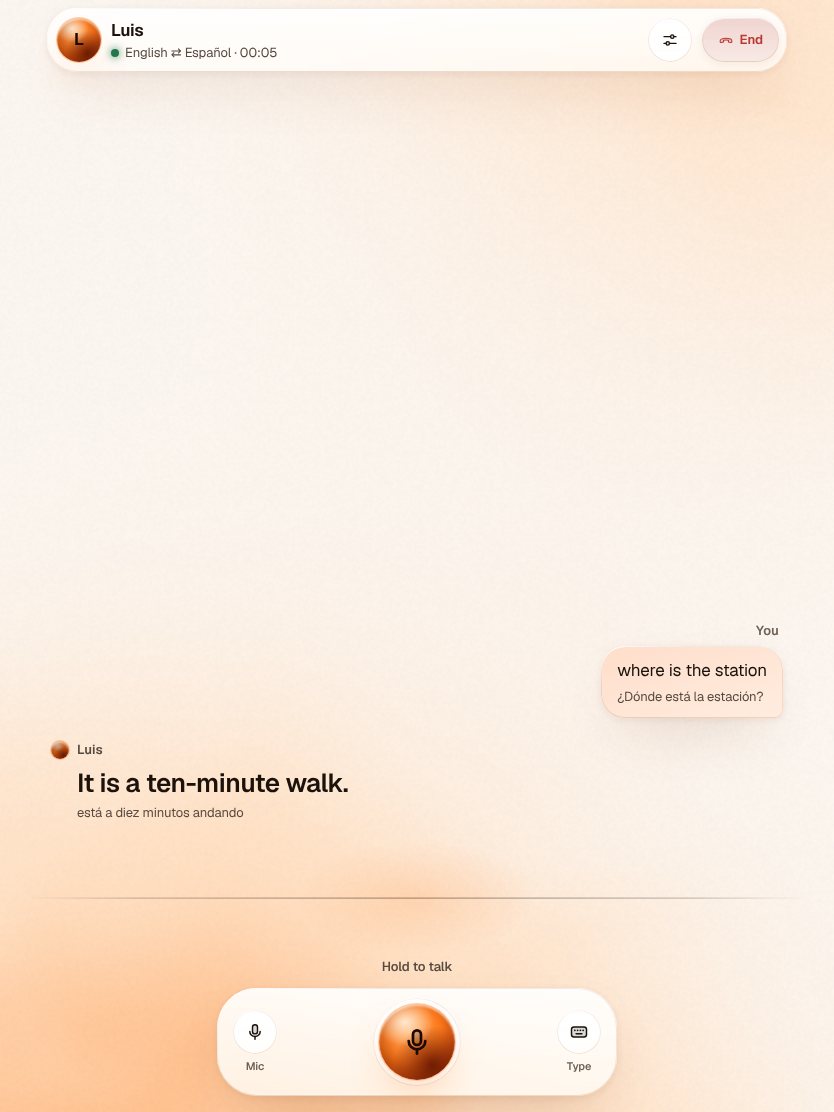 L
Luis
English ⇄ Español · 00:05
End
You
where is the station
¿Dónde está la estación?
Luis
It is a ten-minute walk.
está a diez minutos andando
Hold to talk
Mic
Type